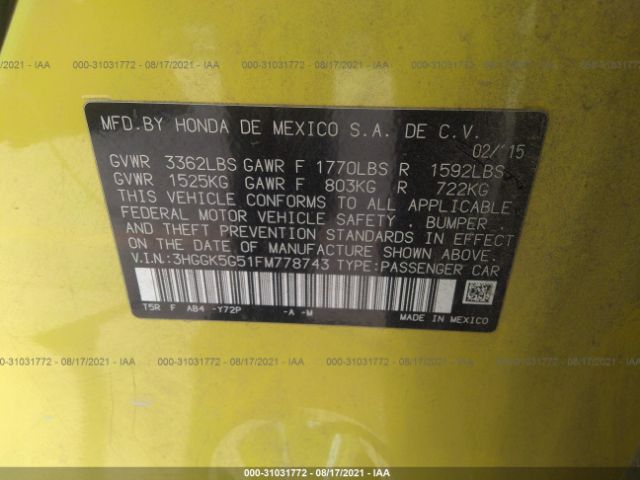 000-31031772 - 08/17/2021 - IAA 000-31031772 - 08/17/2021 - IAA 000-31031772 - 08/17/2021 - IAA
MFD.BY HONDA DE MEXICO S.A. DE C.V.
02/'15
GVWR 3362LBS GAWR F 1770LBS R 1592LBS
GVWR 1525KG GAWR F 803KG R 722KG
THIS VEHICLE CONFORMS TO ALL APPLICABLE
FEDERAL MOTOR VEHICLE SAFETY . BUMPER .
AND THEFT PREVENTION STANDARDS IN EFFECT
ON THE DATE OF MANUFACTURE SHOWN ABOVE.
V.I.N.:3HGGK5G51FM778743 TYPE:PASSENGER CAR
T5R F AB4 -Y72P -A -M
MADE IN MEXICO
000-31031772 - 08/17/2021 - IAA 000-31031772 - 08/17/2021 - IAA 000-31031772 - 08/17/2021 - IAA
000-31031772 - 08/17/2021 - IAA